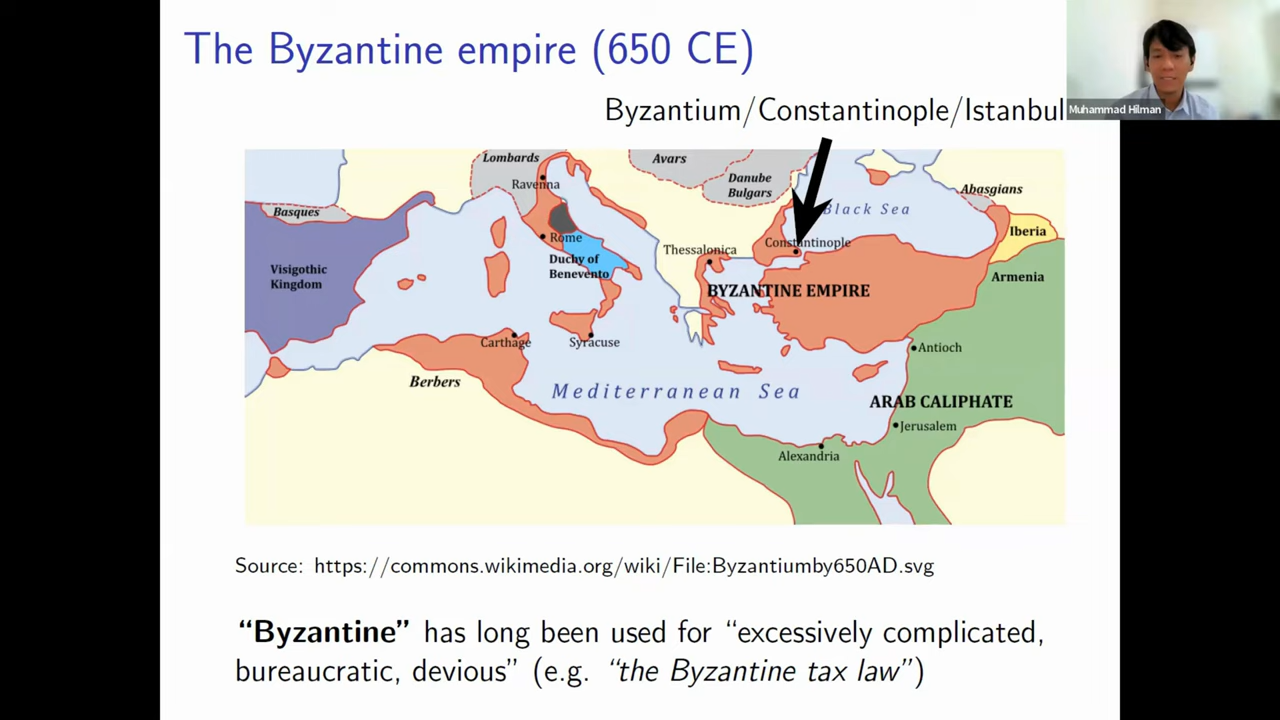 The Byzantine empire (650 CE)
Muhammad Hilman
Byzantium/Constantinople/Istanbul
Lombards
Avars
Ravenna
Danube
Bulgars
Abasgians
Basques
Black Sea
Iberia
Rome
Constantinople
Thessalonica
Duchy of
Benevento
Visigothic
Kingdom
Armenia
BYZANTINE EMPIRE
Carthage
Syracuse
Antioch
Berbers
Mediterranean Sea
ARAB CALIPHATE
Jerusalem
Alexandria
Source: https://commons.wikimedia.org/wiki/File:Byzantiumby650AD.svg
“Byzantine” has long been used for “excessively complicated,
bureaucratic, devious” (e.g. “the Byzantine tax law”)